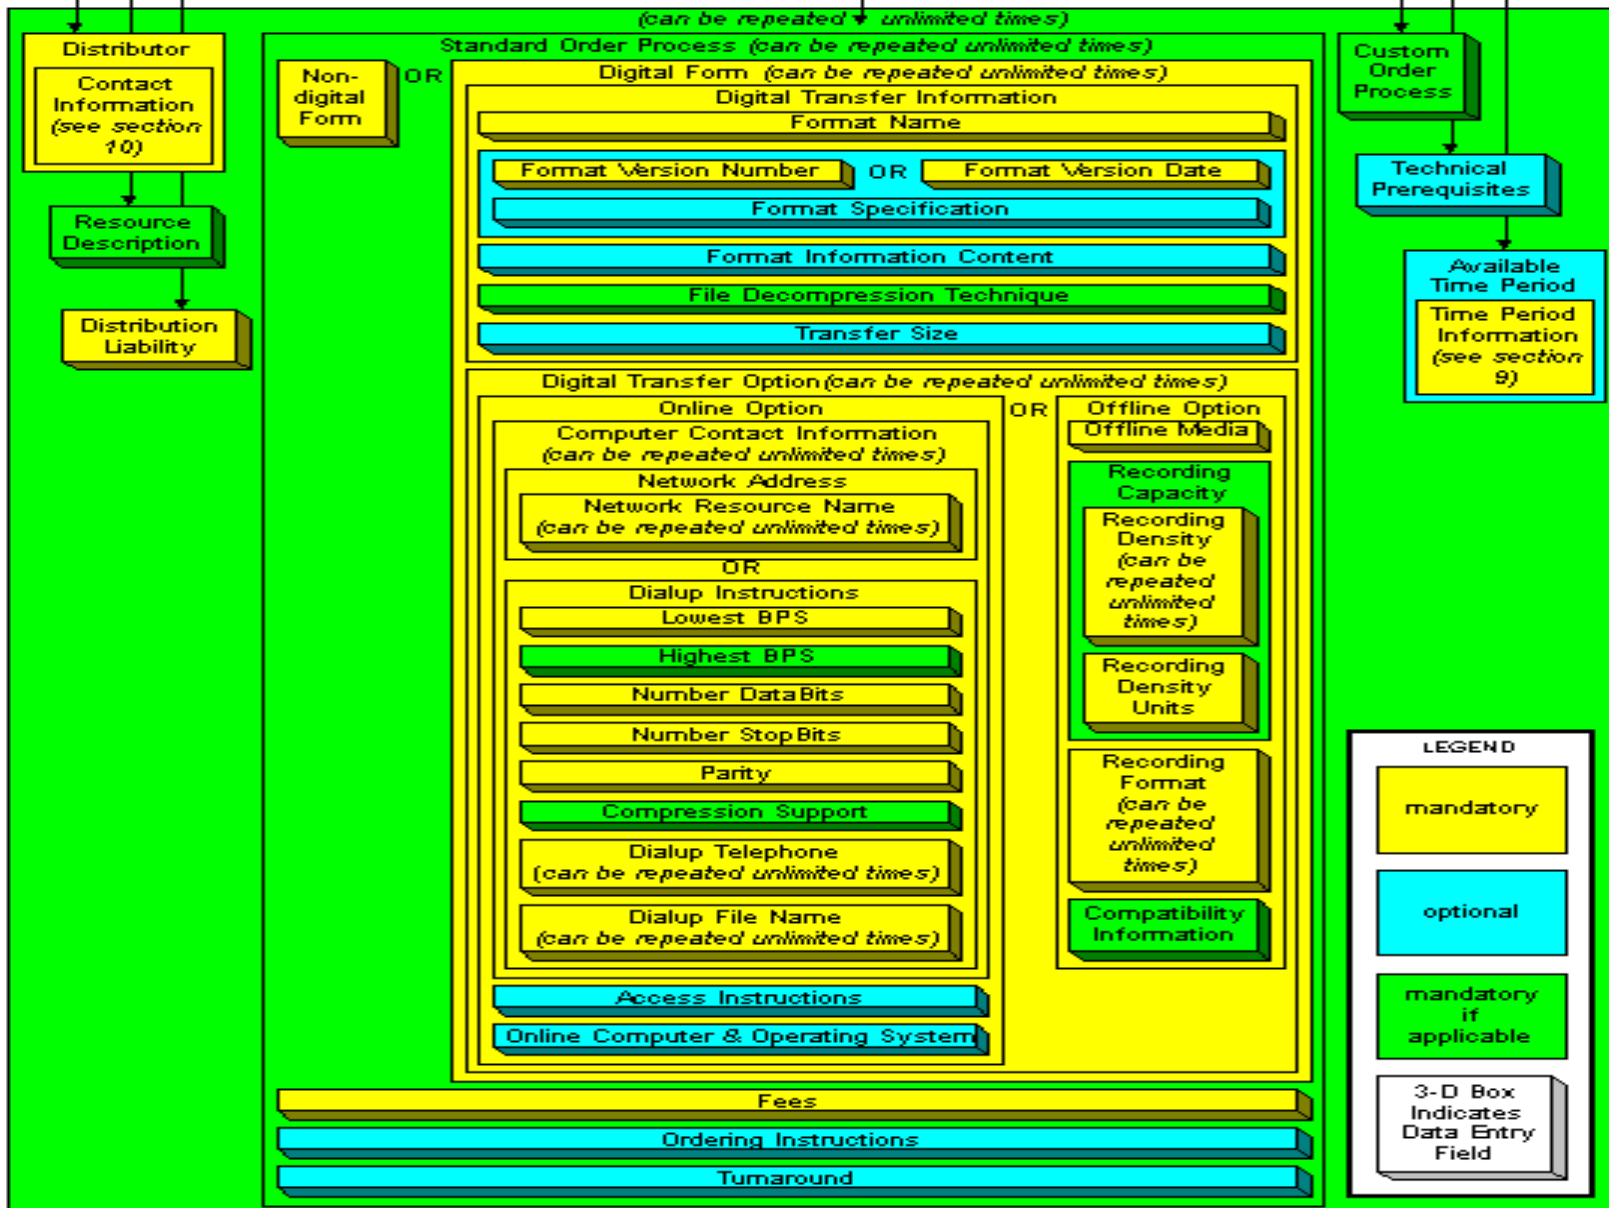 (can be repeated unlimited times)
Distributor
Contact
Information
(see section
10)
Resource
Description
Distribution
Liability
Standard Order Process (can be repeated unlimited times)
Non-
digital
Form
OR
Digital Form (can be repeated unlimited times)
Digital Transfer Information
Format Name
Format Version Number OR Format Version Date
Format Specification
Format Information Content
File Decompression Technique
Transfer Size
Digital Transfer Option (can be repeated unlimited times)
Online Option
Computer Contact Information
(can be repeated unlimited times)
Network Address
Network Resource Name
(can be repeated unlimited times)
OR
Dialup Instructions
Lowest BPS
Highest BPS
Number DataBits
Number StopBits
Parity
Compression Support
Dialup Telephone
(can be repeated unlimited times)
Dialup File Name
(can be repeated unlimited times)
Access Instructions
Online Computer & Operating System
OR
Offline Option
Offline Media
Recording
Capacity
Recording
Density
(can be
repeated
unlimited
times)
Recording
Density
Units
Recording
Format
(can be
repeated
unlimited
times)
Compatibility
Information
Fees
Ordering Instructions
Turnaround
Custom
Order
Process
Technical
Prerequisites
Available
Time Period
Time Period
Information
(see section
9)
LEGEND
mandatory
optional
mandatory
if
applicable
3-D Box
Indicates
Data Entry
Field